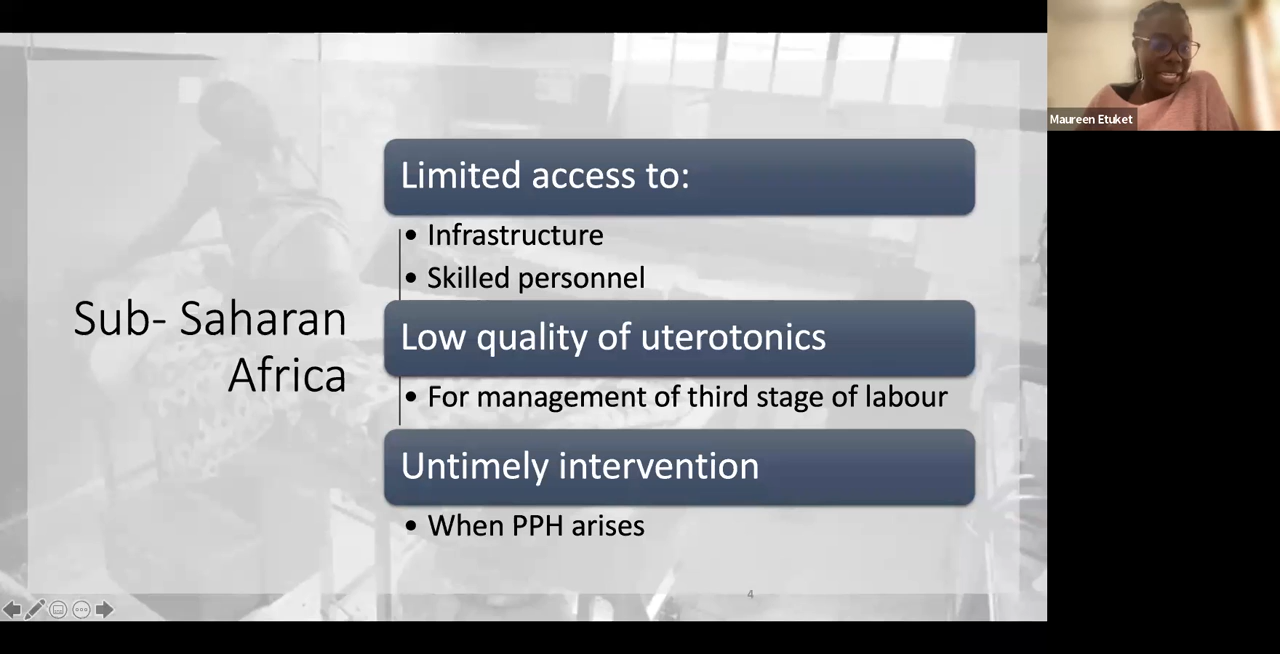 Sub- Saharan
Africa
Limited access to:
• Infrastructure
• Skilled personnel
Low quality of uterotonics
• For management of third stage of labour
Untimely intervention
• When PPH arises
4
Maureen Etuket